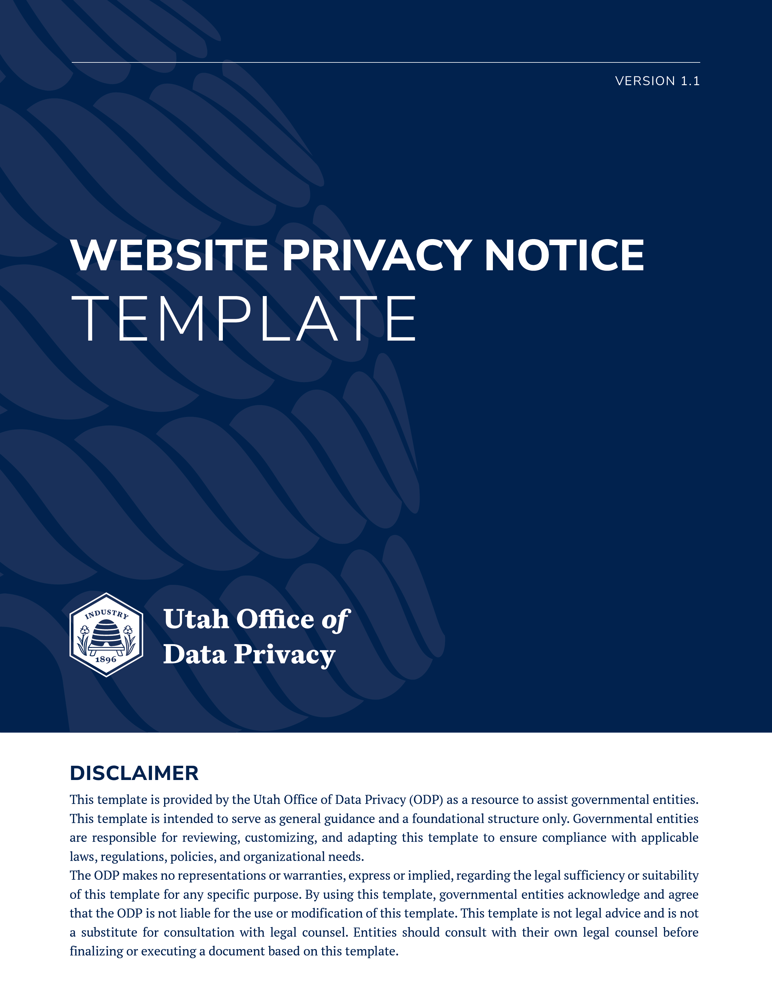 VERSION 1.1
WEBSITE PRIVACY NOTICE
TEMPLATE
INDUSTRY
1896
Utah Office of
Data Privacy
DISCLAIMER
This template is provided by the Utah Office of Data Privacy (ODP) as a resource to assist governmental entities.
This template is intended to serve as general guidance and a foundational structure only. Governmental entities
are responsible for reviewing, customizing, and adapting this template to ensure compliance with applicable
laws, regulations, policies, and organizational needs.
The ODP makes no representations or warranties, express or implied, regarding the legal sufficiency or suitability
of this template for any specific purpose. By using this template, governmental entities acknowledge and agree
that the ODP is not liable for the use or modification of this template. This template is not legal advice and is not
a substitute for consultation with legal counsel. Entities should consult with their own legal counsel before
finalizing or executing a document based on this template.